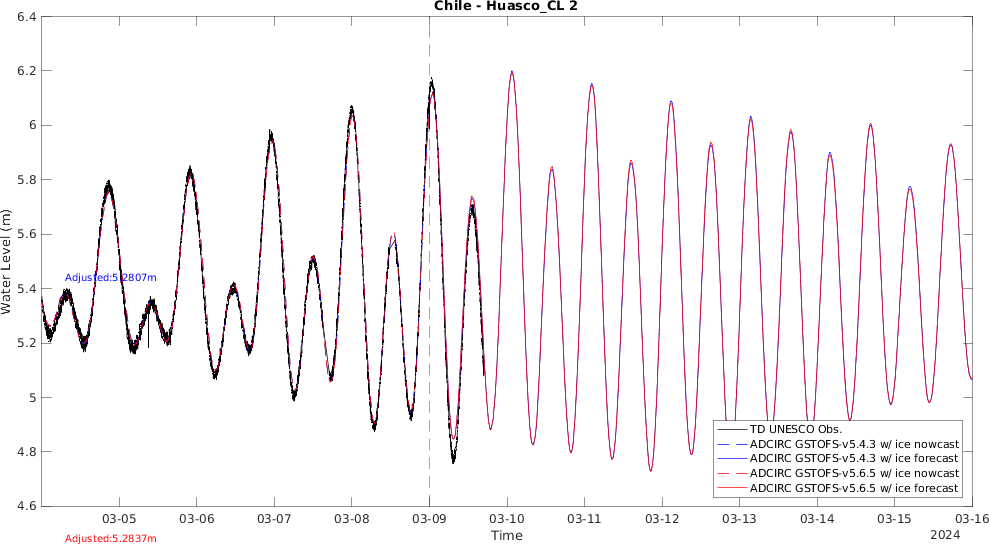 Chile - Huasco_CL 2
6.4
6.2
6
5.8
5.6
5.4
5.2
5
4.8
4.6
Water Level (m)
Adjusted:5.2807m
TD UNESCO Obs.
ADCIRC GSTOFS-v5.4.3 w/ ice nowcast
ADCIRC GSTOFS-v5.4.3 w/ ice forecast
ADCIRC GSTOFS-v5.6.5 w/ ice nowcast
ADCIRC GSTOFS-v5.6.5 w/ ice forecast
03-05 03-06 03-07 03-08 03-09 03-10 03-11 03-12 03-13 03-14 03-15 03-16
Time
2024
Adjusted:5.2837m